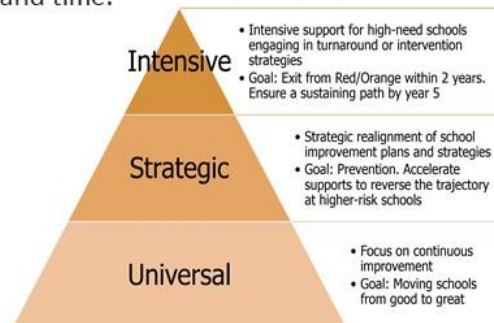 and time.
Intensive
• Intensive support for high-need schools
engaging in turnaround or intervention
strategies
• Goal: Exit from Red/Orange within 2 years.
Ensure a sustaining path by year 5
Strategic
• Strategic realignment of school
improvement plans and strategies
• Goal: Prevention. Accelerate
supports to reverse the trajectory
at higher-risk schools
Universal
• Focus on continuous
improvement
• Goal: Moving schools
from good to great